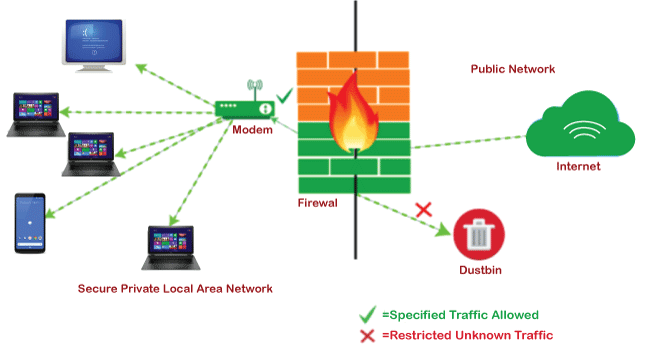 Public Network
Modem
Internet
Firewal
Dustbin
Secure Private Local Area Network
=Specified Traffic Allowed
=Restricted Unknown Traffic